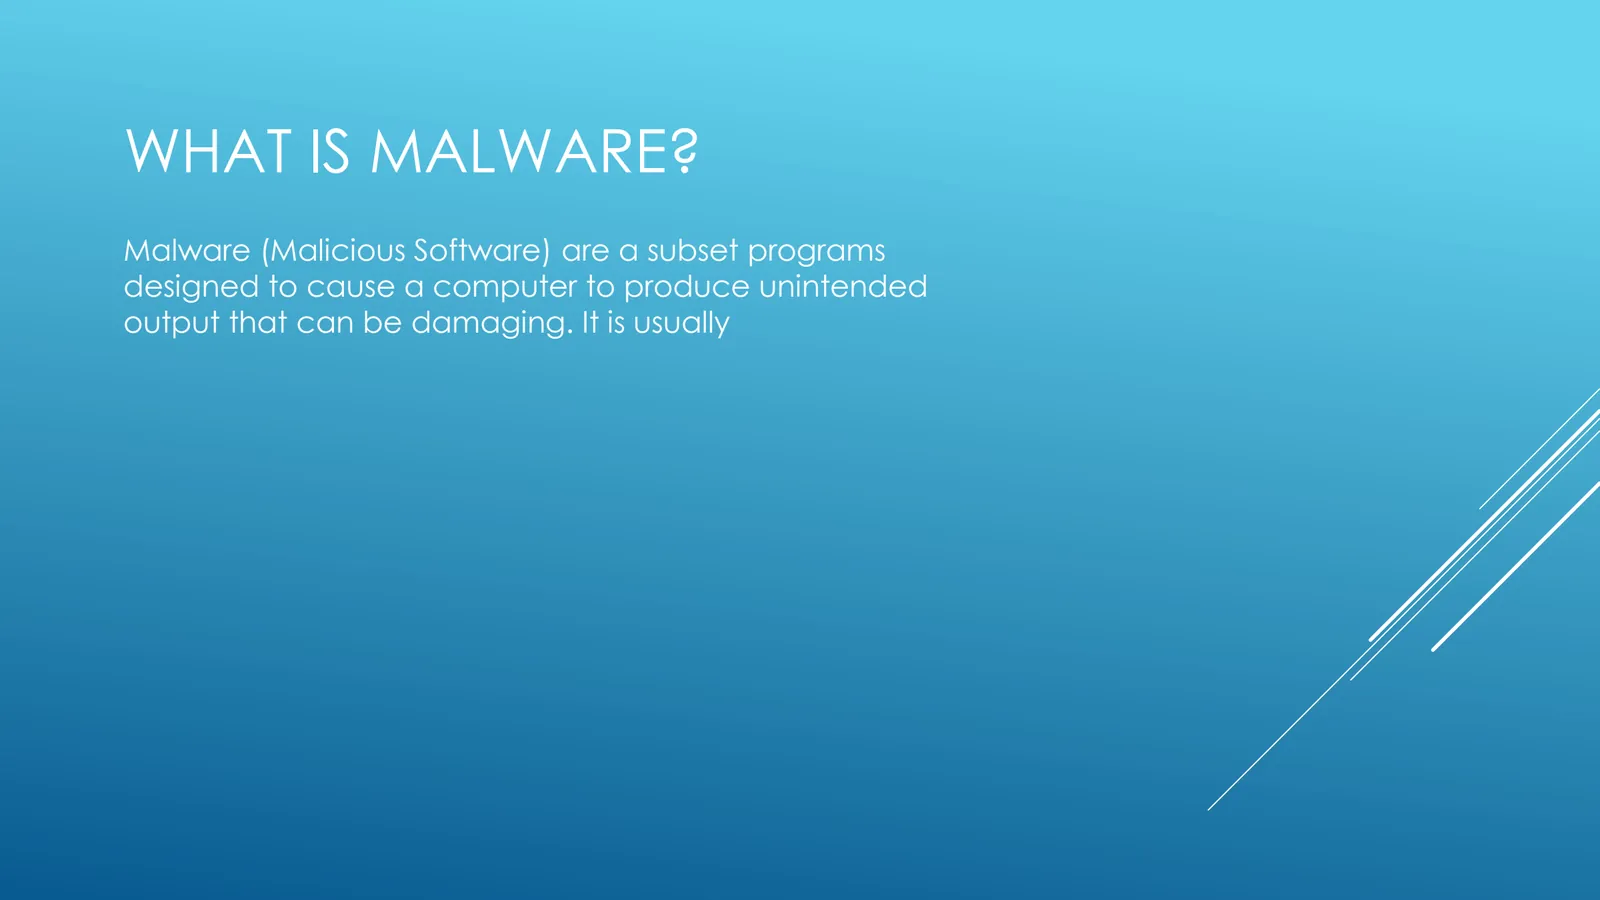 WHAT IS MALWARE?
Malware (Malicious Software) are a subset programs
designed to cause a computer to produce unintended
output that can be damaging. It is usually